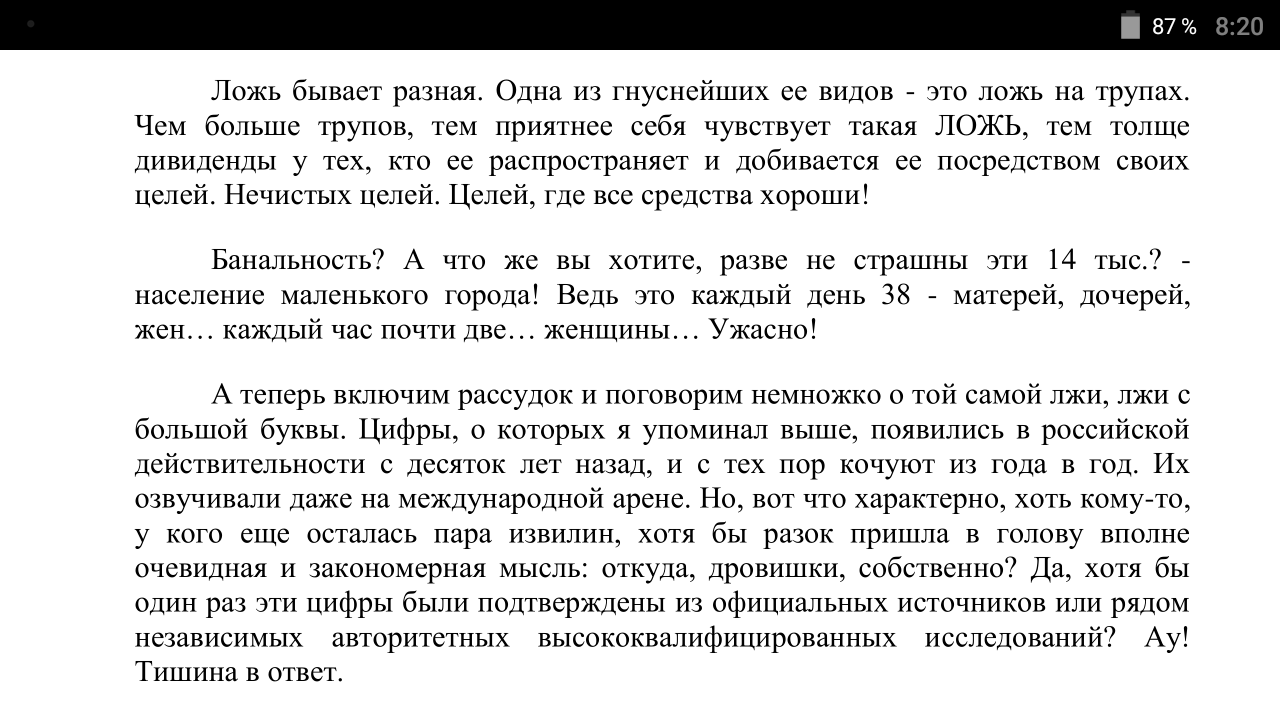 87 % 8:20
Ложь бывает разная. Одна из гнуснейших ее видов - это ложь на трупах.
Чем больше трупов, тем приятнее себя чувствует такая ЛОЖЬ, тем толще
дивиденды у тех, кто ее распространяет и добивается ее посредством своих
целей. Нечистых целей. Целей, где все средства хороши!
Банальность? А что же вы хотите, разве не страшны эти 14 тыс.? -
население маленького города! Ведь это каждый день 38 - матерей, дочерей,
жен… каждый час почти две… женщины… Ужасно!
А теперь включим рассудок и поговорим немножко о той самой лжи, лжи с
большой буквы. Цифры, о которых я упоминал выше, появились в российской
действительности с десяток лет назад, и с тех пор кочуют из года в год. Их
озвучивали даже на международной арене. Но, вот что характерно, хоть кому-то,
у кого еще осталась пара извилин, хотя бы разок пришла в голову вполне
очевидная и закономерная мысль: откуда, дровишки, собственно? Да, хотя бы
один раз эти цифры были подтверждены из официальных источников или рядом
независимых авторитетных высококвалифицированных исследований? Ау!
Тишина в ответ.